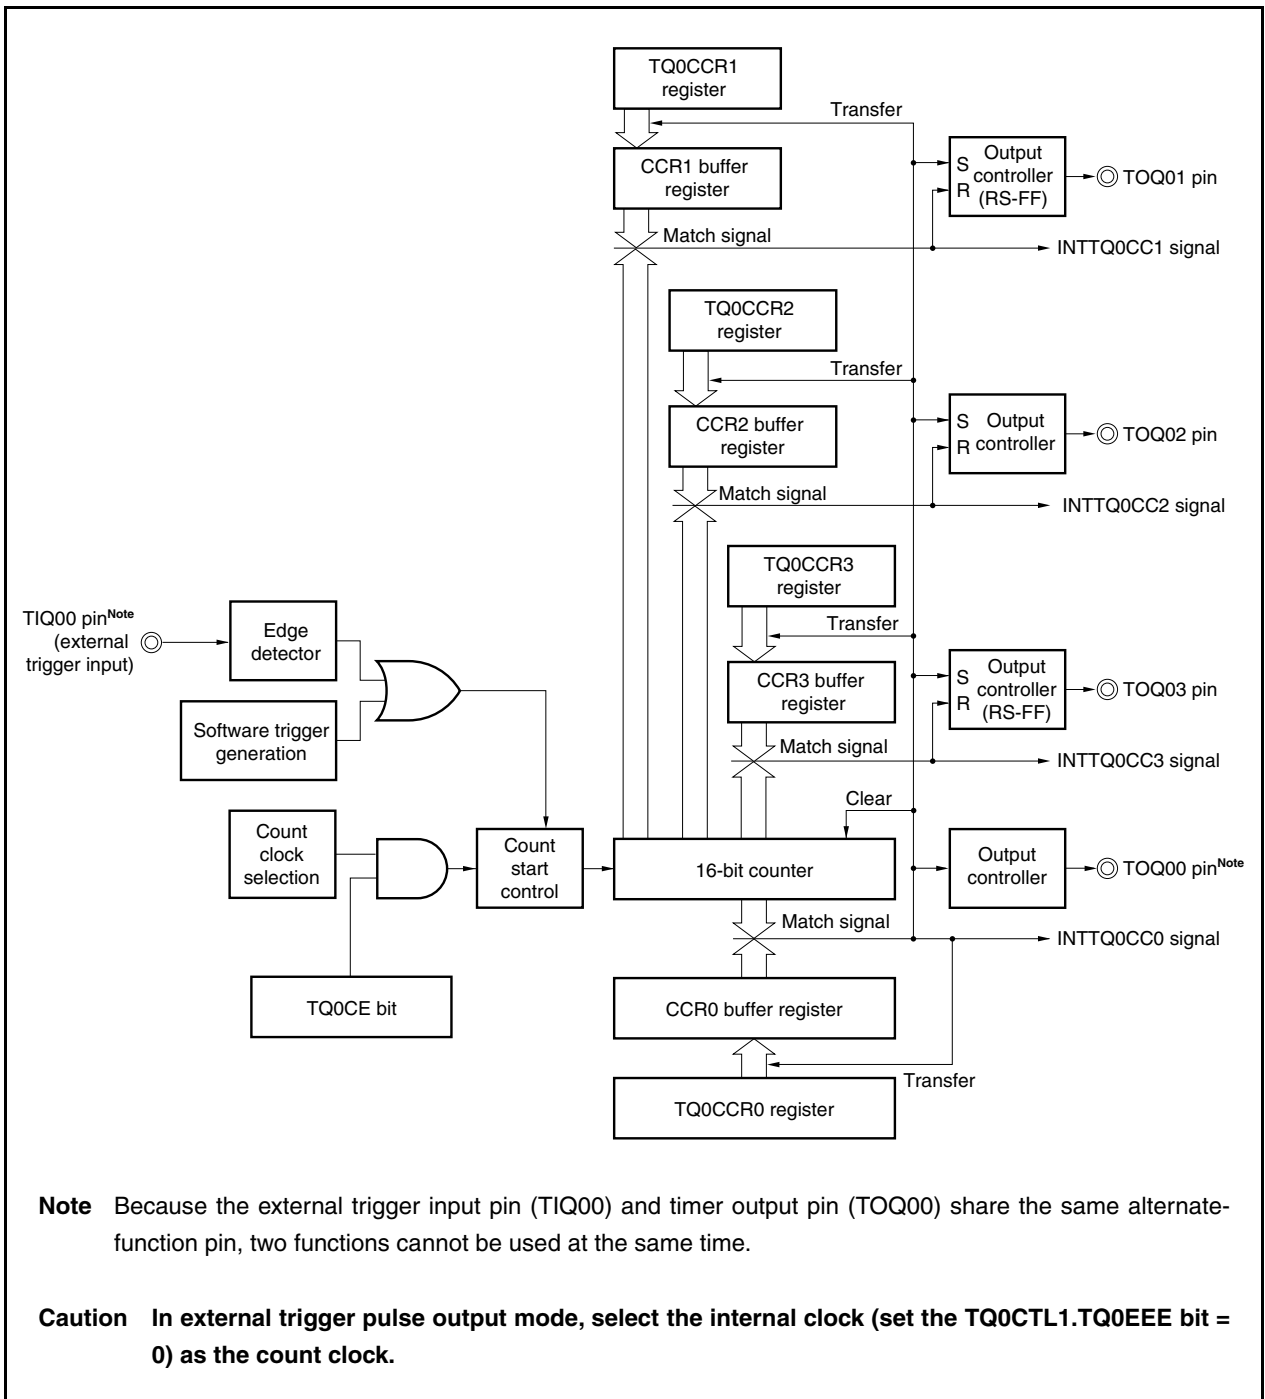 TQ0CCR1
register
Transfer
CCR1 buffer
register
S
R
Output
controller
(RS-FF)
TOQ01 pin
Match signal
INTTQ0CC1 signal
TQ0CCR2
register
Transfer
CCR2 buffer
register
S
R
Output
controller
TOQ02 pin
Match signal
INTTQ0CC2 signal
TQ0CCR3
register
Transfer
TIQ00 pinNote
(external
trigger input)
Edge
detector
CCR3 buffer
register
S
R
Output
controller
(RS-FF)
TOQ03 pin
Software trigger
generation
Match signal
INTTQ0CC3 signal
Clear
Count
clock
selection
Count
start
control
16-bit counter
Output
controller
TOQ00 pinNote
Match signal
INTTQ0CC0 signal
TQ0CE bit
CCR0 buffer register
Transfer
TQ0CCR0 register
Note Because the external trigger input pin (TIQ00) and timer output pin (TOQ00) share the same alternate-
function pin, two functions cannot be used at the same time.
Caution In external trigger pulse output mode, select the internal clock (set the TQ0CTL1.TQ0EEE bit =
0) as the count clock.